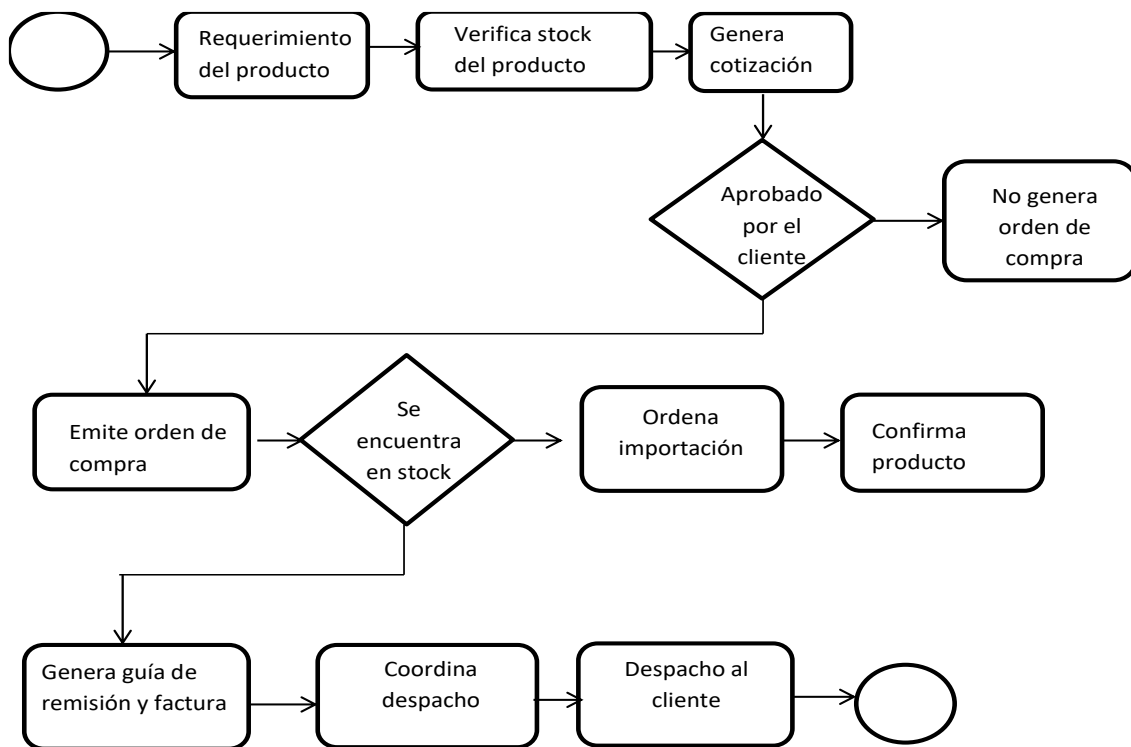 Requerimiento
del producto
Verifica stock
del producto
Genera
cotización
Aprobado
por el
cliente
No genera
orden de
compra
Emite orden de
compra
Se
encuentra
en stock
Ordena
importación
Confirma
producto
Genera guía de
remisión y factura
Coordina
despacho
Despacho al
cliente